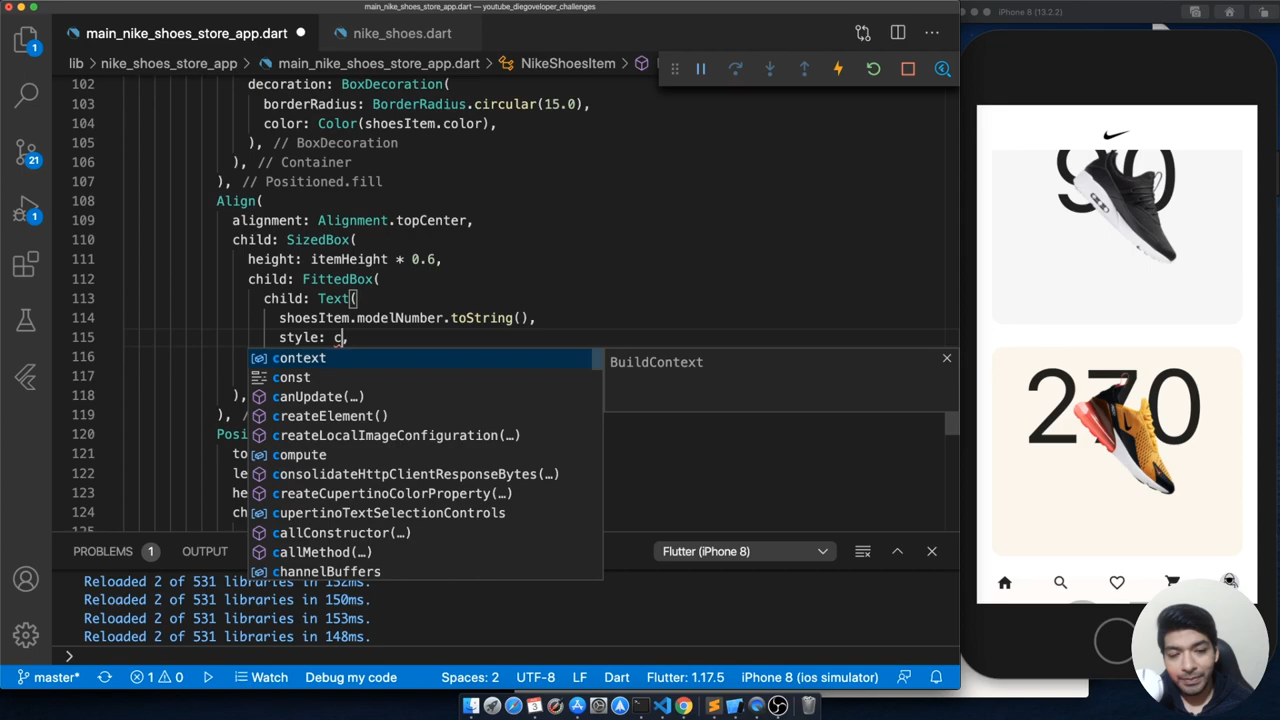 main_nike_shoes_store_app.dart — youtube_diegoveloper_challenges
iPhone 8 (13.2.2)
main_nike_shoes_store_app.dart
nike_shoes.dart
lib > nike_shoes_store_app > main_nike_shoes_store_app.dart > NikeShoesItem >
102 decoration: BoxDecoration(
103 borderRadius: BorderRadius.circular(15.0),
104 color: Color(shoesItem.color),
105 ), // BoxDecoration
106 ), // Container
107 ), // Positioned.fill
108 Align(
109 alignment: Alignment.topCenter,
110 child: SizedBox(
111 height: itemHeight * 0.6,
112 child: FittedBox(
113 child: Text(
114 shoesItem.modelNumber.toString(),
115 style: c,
116
117
118 ),
119 ), //
120 Posi
121 to
122 le
123 he
124 ch
125
context
const
canUpdate(…)
createElement()
createLocalImageConfiguration(…)
compute
consolidateHttpClientResponseBytes(…)
createCupertinoColorProperty(…)
cupertinoTextSelectionControls
callConstructor(…)
callMethod(…)
channelBuffers
BuildContext
PROBLEMS 1 OUTPUT
Flutter (iPhone 8)
Reloaded 2 of 531 libraries in 152ms.
Reloaded 2 of 531 libraries in 150ms.
Reloaded 2 of 531 libraries in 153ms.
Reloaded 2 of 531 libraries in 148ms.
>
master* 1 0 Watch Debug my code Spaces: 2 UTF-8 LF Dart Flutter: 1.17.5 iPhone 8 (ios simulator)
1
21
1
90
270
3